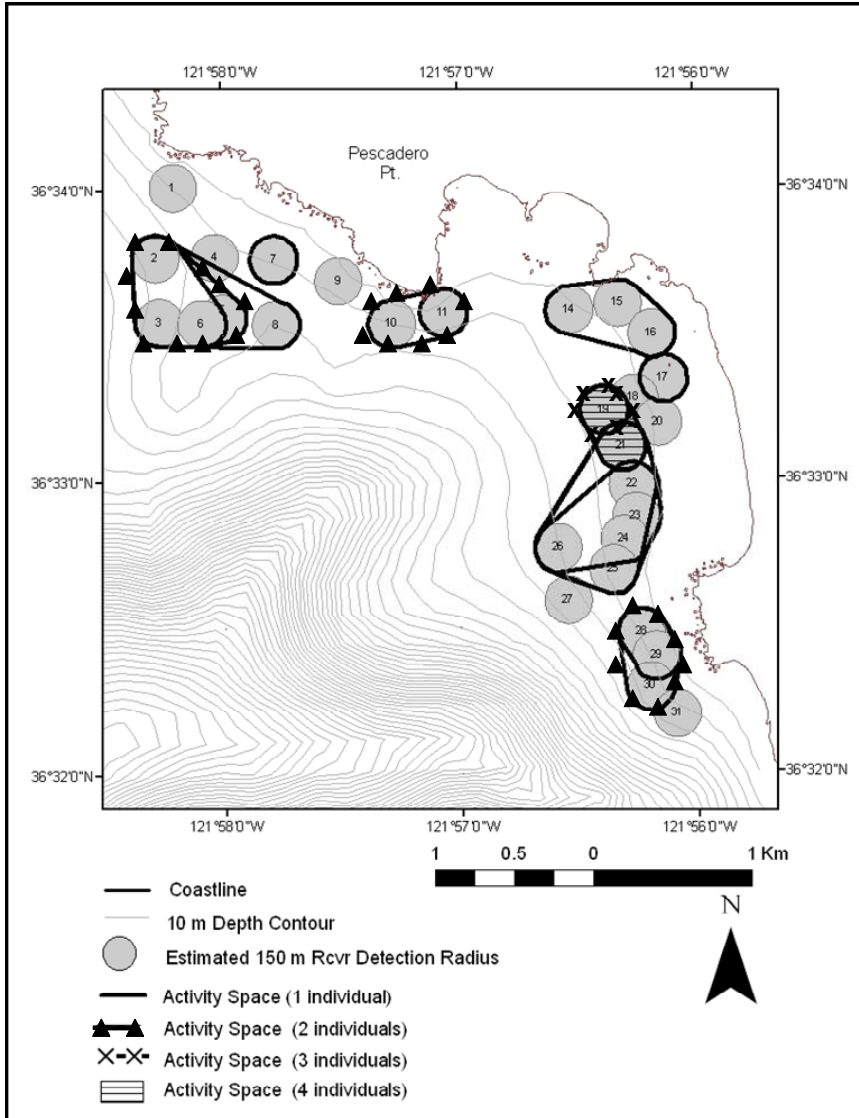 121°58'0"W 121°57'0"W 121°56'0"W
Pescadero
Pt.
36°34'0"N 36°34'0"N
1
2 4 7
9
3 6 8
10 11
14 15 16
17
18
19 20
21
36°33'0"N 36°33'0"N
22
23
24
26 25
27
28
29
30
31
36°32'0"N 36°32'0"N
121°58'0"W 121°57'0"W 121°56'0"W
1 0.5 0 1 Km
N
Coastline
10 m Depth Contour
Estimated 150 m Rcvr Detection Radius
Activity Space (1 individual)
Activity Space (2 individuals)
Activity Space (3 individuals)
Activity Space (4 individuals)